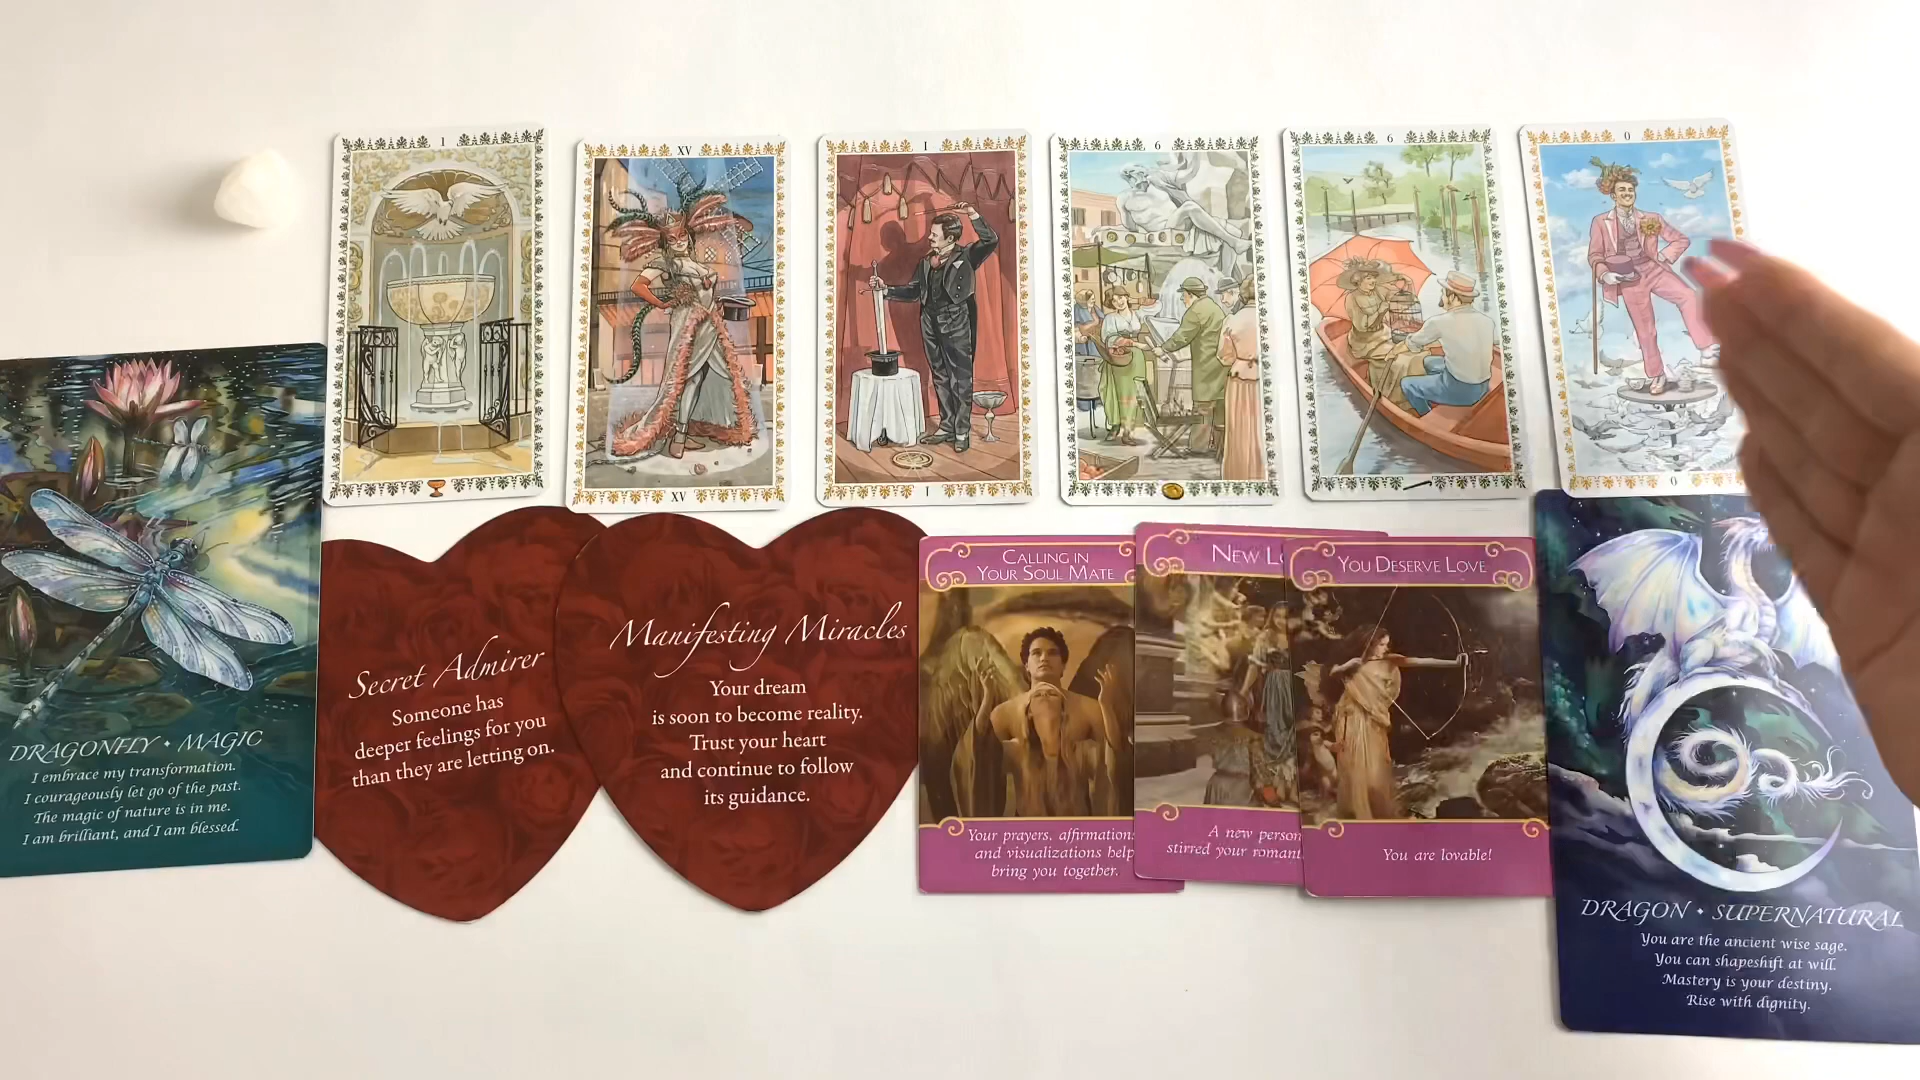 1
XV
XV
I
I
6
6
0
0
DRAGONFLY • MAGIC
I embrace my transformation.
I courageously let go of the past.
The magic of nature is in me.
I am brilliant, and I am blessed.
Secret Admirer
Someone has
deeper feelings for you
than they are letting on.
Manifesting Miracles
Your dream
is soon to become reality.
Trust your heart
and continue to follow
its guidance.
CALLING IN
YOUR SOUL MATE
Your prayers, affirmations
and visualizations help
bring you together.
NEW
A new person
stirred your
YOU DESERVE LOVE
You are lovable!
DRAGON • SUPERNATURAL
You are the ancient wise sage.
You can shapeshift at will.
Mastery is your destiny.
Rise with dignity.